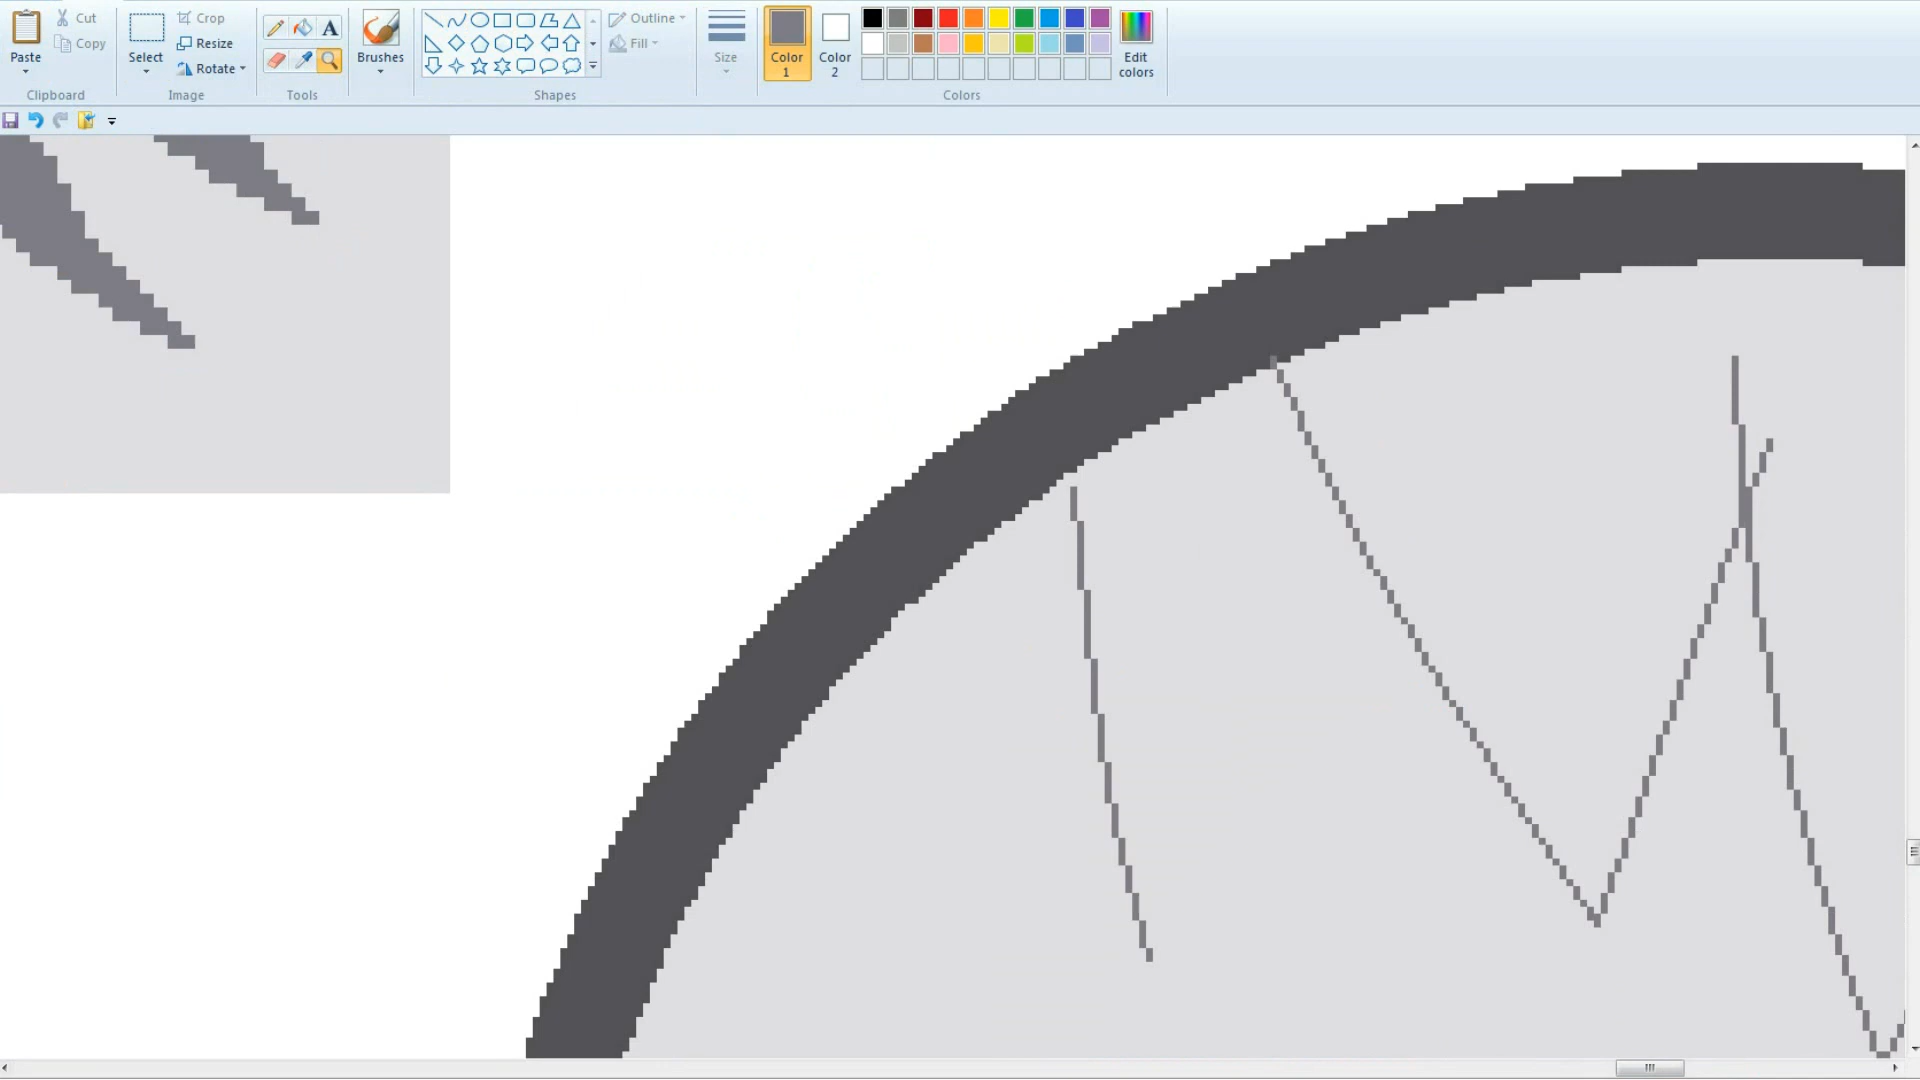 Paste
Cut
Copy
Clipboard
Select
Crop
Resize
Rotate
Image
A
Tools
Brushes
Shapes
Outline
Fill
Size
Color 1
Color 2
Edit colors
Colors